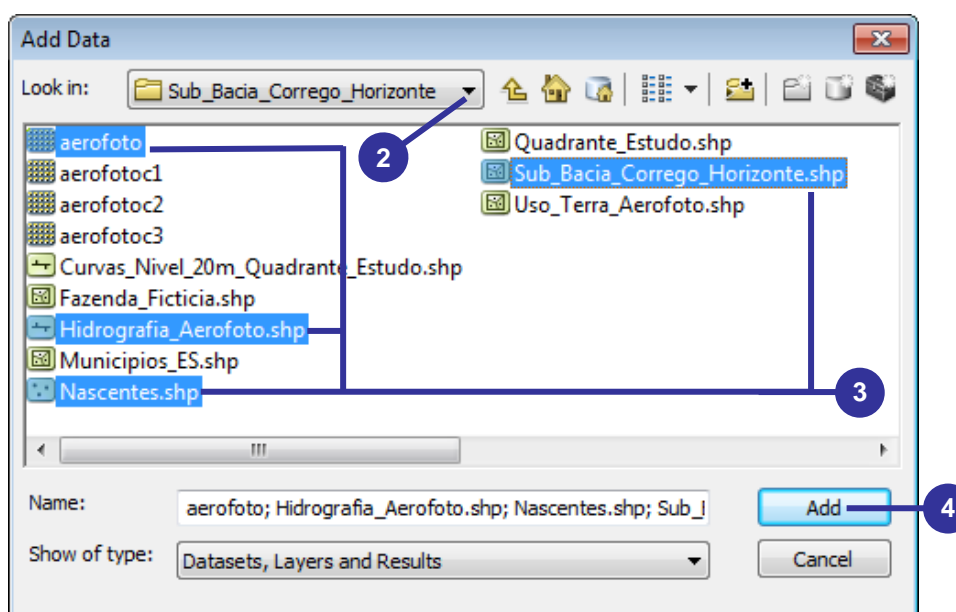 Add Data
Look in: Sub_Bacia_Corrego_Horizonte
2
aerofoto
aerofotoc1
aerofotoc2
aerofotoc3
Curvas_Nivel_20m_Quadrante_Estudo.shp
Fazenda_Ficticia.shp
Hidrografia_Aerofoto.shp
Municipios_ES.shp
Nascentes.shp
Quadrante_Estudo.shp
Sub_Bacia_Corrego_Horizonte.shp
Uso_Terra_Aerofoto.shp
3
Name: aerofoto; Hidrografia_Aerofoto.shp; Nascentes.shp; Sub_
Add
4
Show of type: Datasets, Layers and Results
Cancel